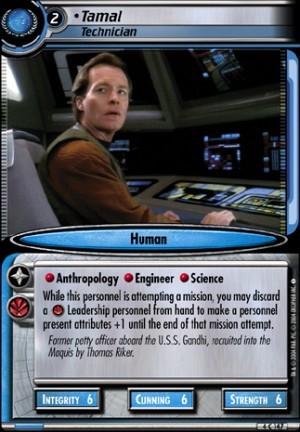 2 • Tamal
Technician
Human
• Anthropology • Engineer • Science
While this personnel is attempting a mission, you may discard
a Leadership personnel from hand to make a personnel
present attributes +1 until the end of that mission attempt.
Former petty officer aboard the U.S.S. Gandhi, recruited into the
Maquis by Thomas Riker.
INTEGRITY 6 CUNNING 6 STRENGTH 6
4 C 147